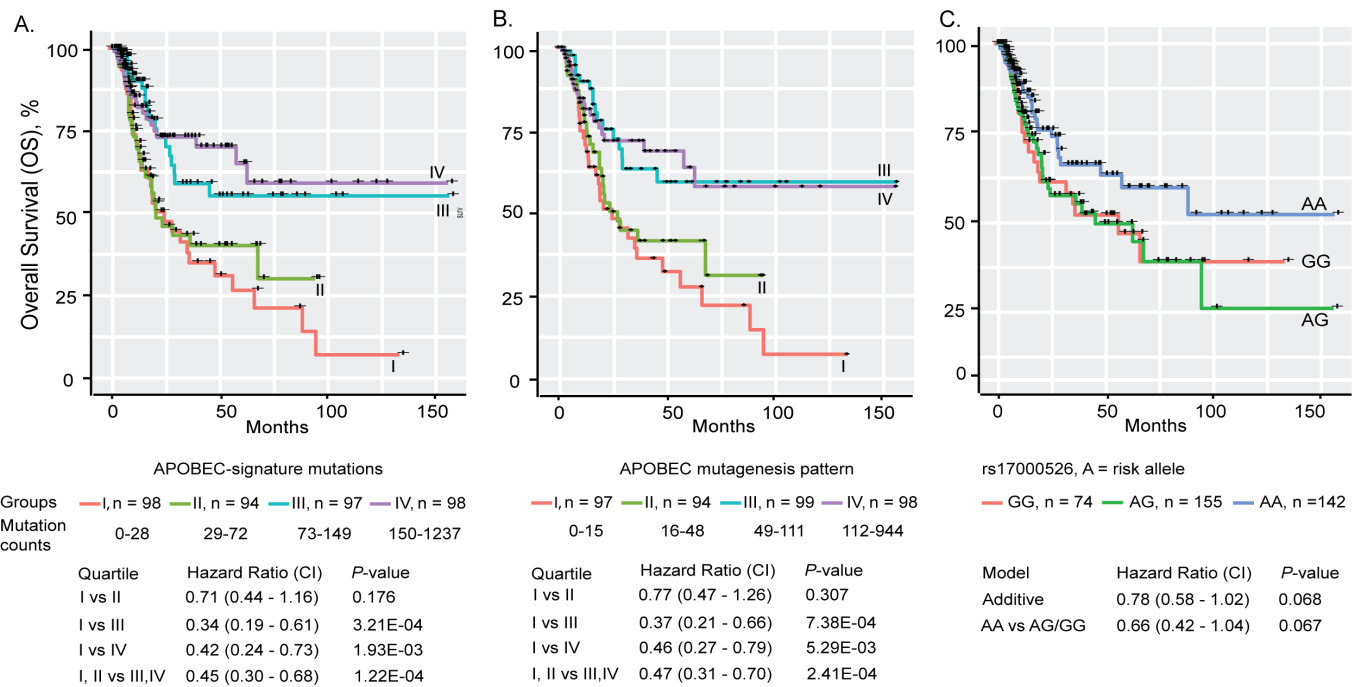 A.
B.
C.
Overall Survival (OS), %
100
75
50
25
0
IV
III
II
I
0 50 100 150
Months
100
75
50
25
0
III
IV
II
I
0 50 100 150
Months
100
75
50
25
0
AA
GG
AG
0 50 100 150
Months
APOBEC-signature mutations
Groups I, n = 98 II, n = 94 III, n = 97 IV, n = 98
Mutation
counts 0-28 29-72 73-149 150-1237
Quartile Hazard Ratio (CI) P-value
I vs II 0.71 (0.44 - 1.16) 0.176
I vs III 0.34 (0.19 - 0.61) 3.21E-04
I vs IV 0.42 (0.24 - 0.73) 1.93E-03
I, II vs III,IV 0.45 (0.30 - 0.68) 1.22E-04
APOBEC mutagenesis pattern
I, n = 97 II, n = 94 III, n = 99 IV, n = 98
0-15 16-48 49-111 112-944
Quartile Hazard Ratio (CI) P-value
I vs II 0.77 (0.47 - 1.26) 0.307
I vs III 0.37 (0.21 - 0.66) 7.38E-04
I vs IV 0.46 (0.27 - 0.79) 5.29E-03
I, II vs III,IV 0.47 (0.31 - 0.70) 2.41E-04
rs17000526, A = risk allele
GG, n = 74 AG, n = 155 AA, n =142
Model Hazard Ratio (CI) P-value
Additive 0.78 (0.58 - 1.02) 0.068
AA vs AG/GG 0.66 (0.42 - 1.04) 0.067